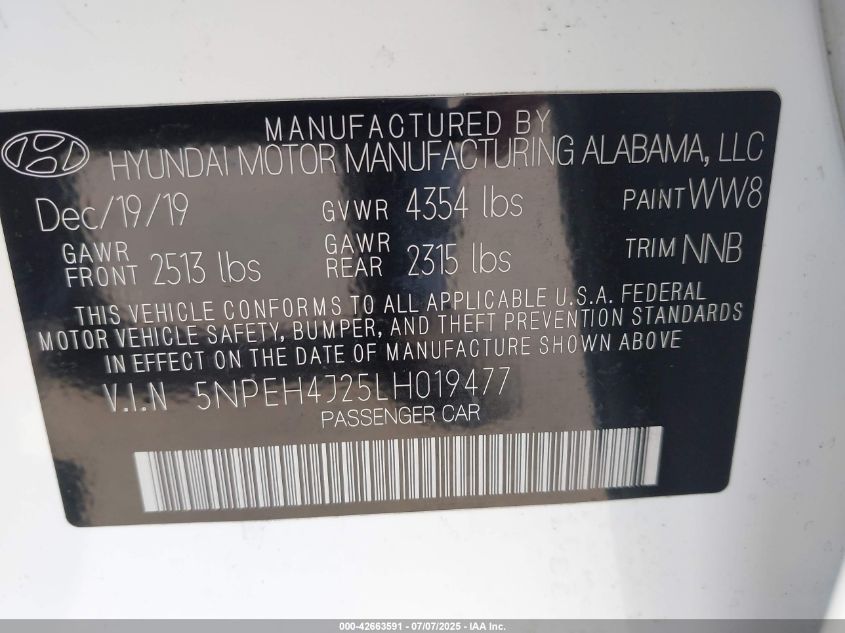 MANUFACTURED BY
HYUNDAI MOTOR MANUFACTURING ALABAMA, LLC
Dec/19/19 GVWR 4354 lbs PAINT WW8
GAWR FRONT 2513 lbs GAWR REAR 2315 lbs TRIM NNB
THIS VEHICLE CONFORMS TO ALL APPLICABLE U.S.A. FEDERAL
MOTOR VEHICLE SAFETY, BUMPER, AND THEFT PREVENTION STANDARDS
IN EFFECT ON THE DATE OF MANUFACTURE SHOWN ABOVE
V.I.N 5NPEH4J25LH019477
PASSENGER CAR
000-42663591 - 07/07/2025 - IAA Inc.